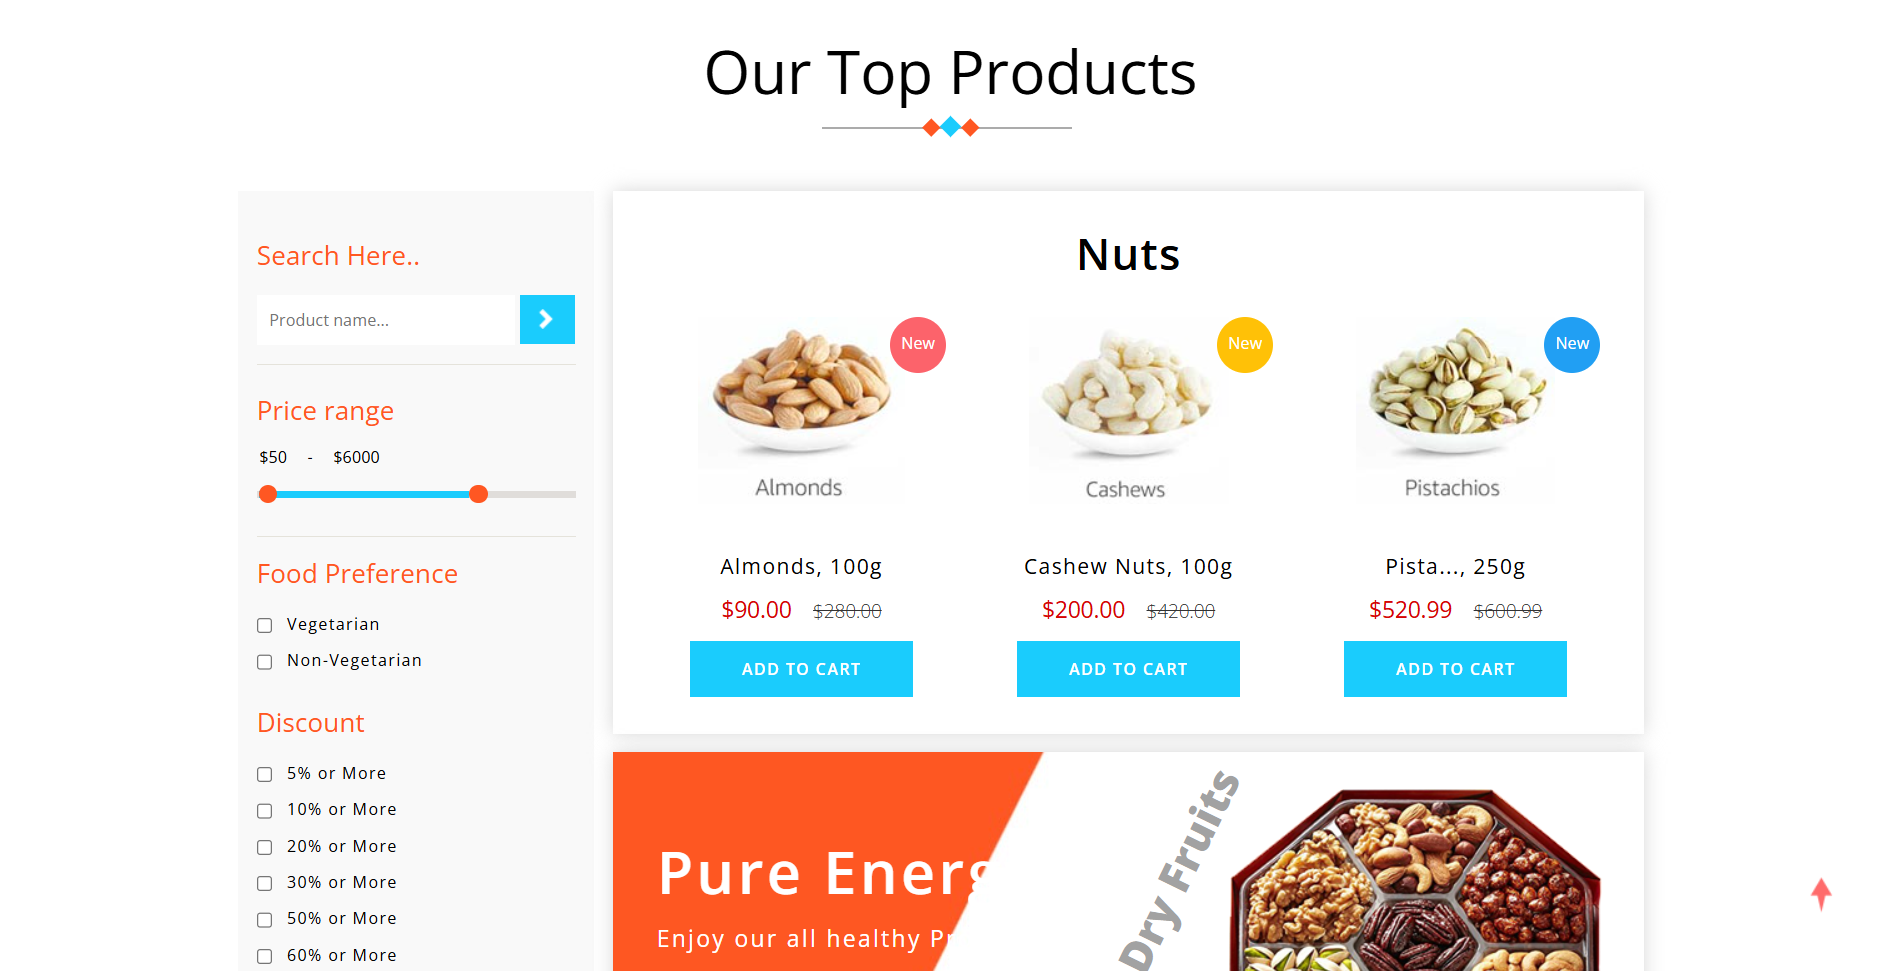 Our Top Products
Search Here..
Product name...
Price range
$50 - $6000
Food Preference
Vegetarian
Non-Vegetarian
Discount
5% or More
10% or More
20% or More
30% or More
50% or More
60% or More
Nuts
New
New
New
Almonds
Cashews
Pistachios
Almonds, 100g
Cashew Nuts, 100g
Pista..., 250g
$90.00 $280.00
$200.00 $420.00
$520.99 $600.99
ADD TO CART
ADD TO CART
ADD TO CART
Pure Energ
Enjoy our all healthy Pr
Dry Fruits